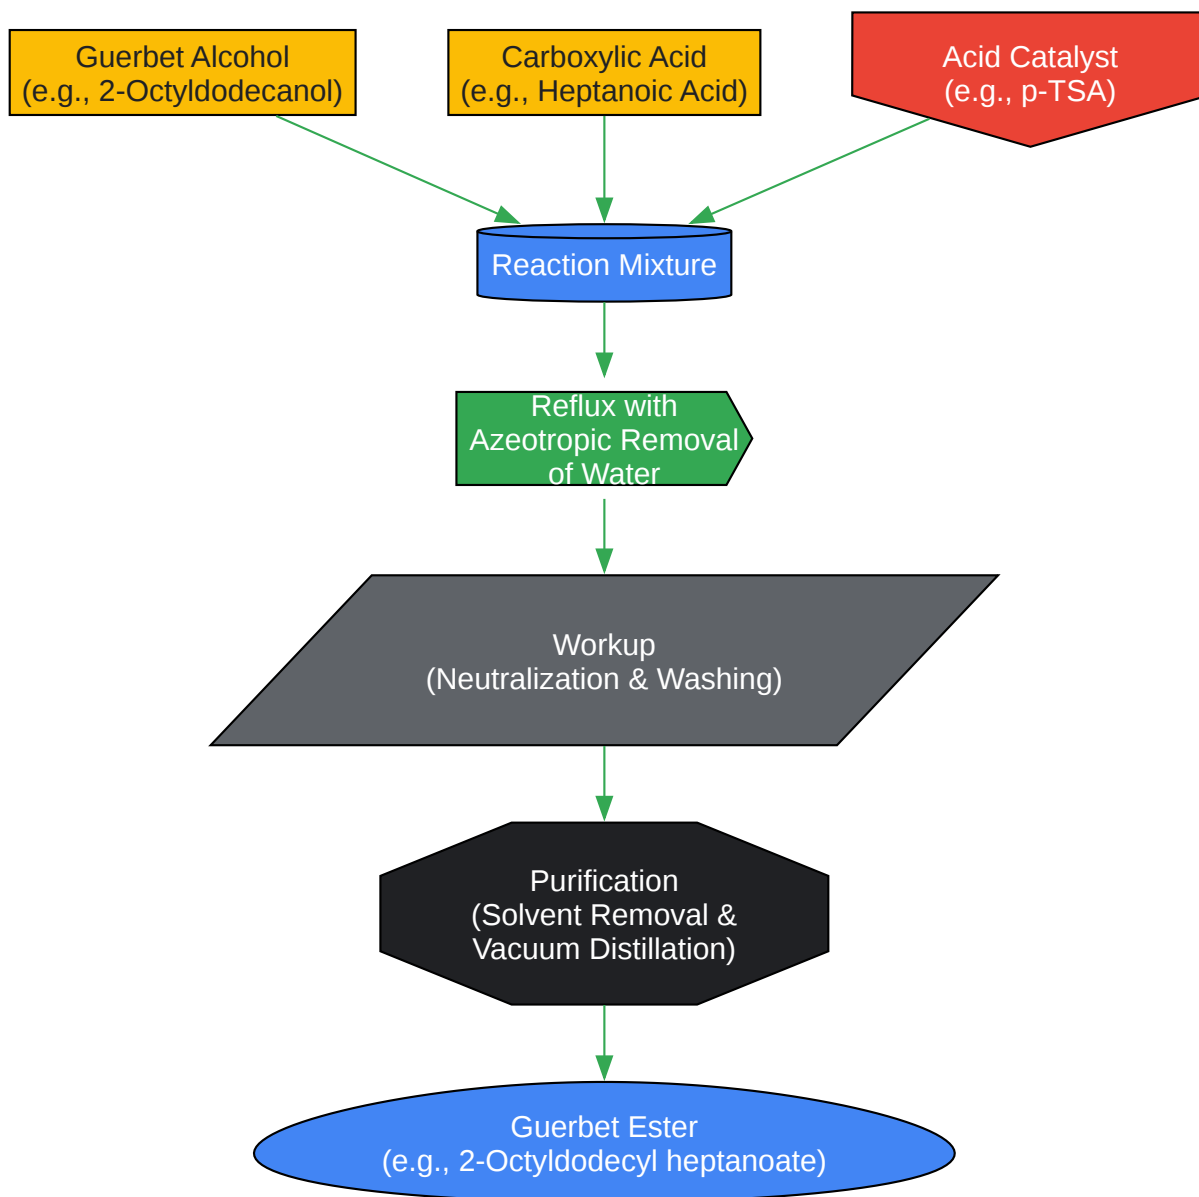 Guerbet Alcohol
(e.g., 2-Octyldodecanol)
Carboxylic Acid
(e.g., Heptanoic Acid)
Acid Catalyst
(e.g., p-TSA)
Reaction Mixture
Reflux with
Azeotropic Removal
of Water
Workup
(Neutralization & Washing)
Purification
(Solvent Removal &
Vacuum Distillation)
Guerbet Ester
(e.g., 2-Octyldodecyl heptanoate)